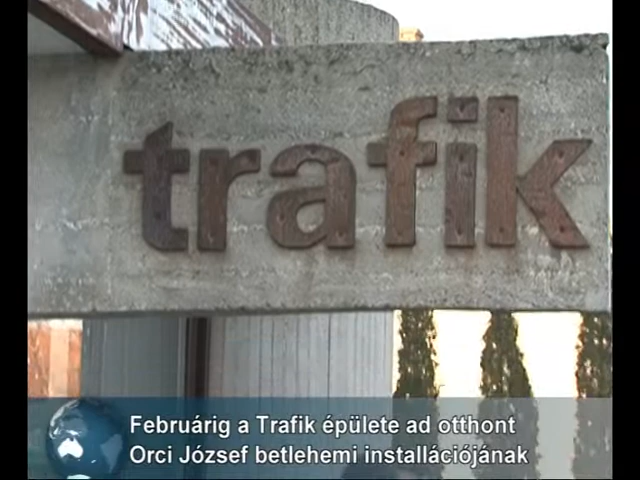 trafik
Februárig a Trafik épülete ad otthont
Orci József betlehemi installációjának